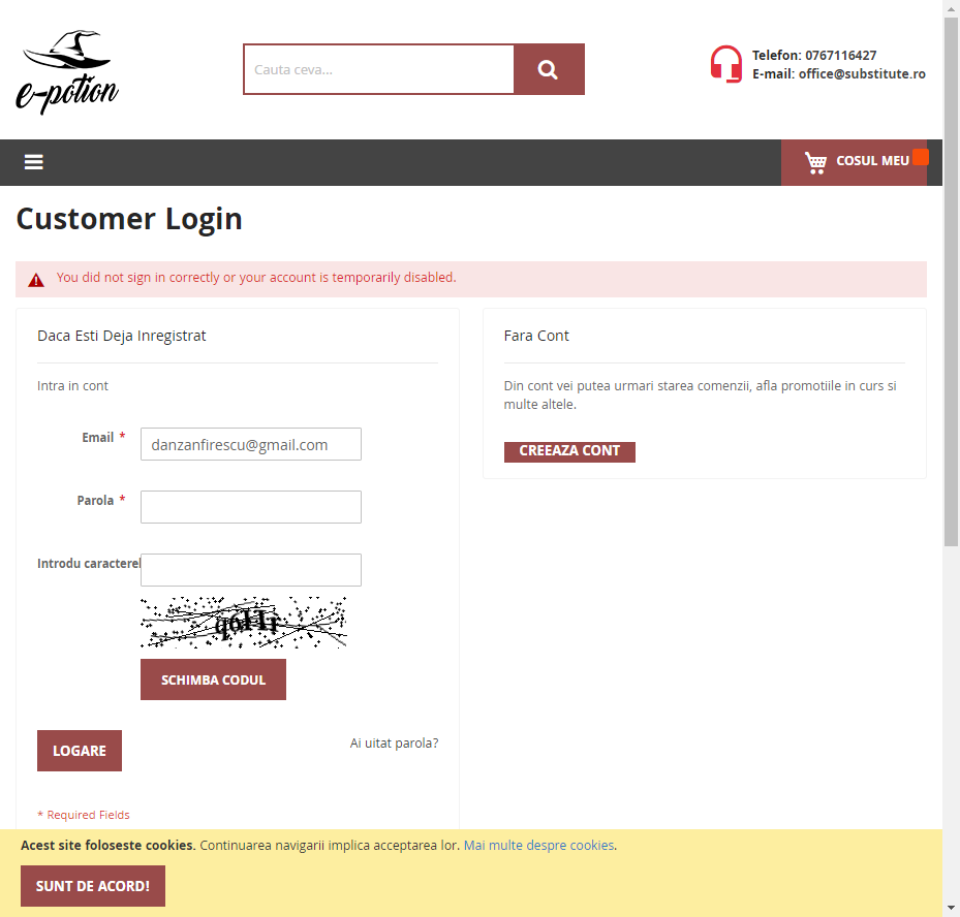 e-potion
Cauta ceva...
Telefon: 0767116427
E-mail: office@substitute.ro
COSUL MEU
Customer Login
You did not sign in correctly or your account is temporarily disabled.
Daca Esti Deja Inregistrat
Intra in cont
Email *
danzanfirescu@gmail.com
Parola *
Introdu caracterel
SCHIMBA CODUL
LOGARE
Ai uitat parola?
* Required Fields
Fara Cont
Din cont vei putea urmari starea comenzii, afla promotiile in curs si
multe altele.
CREEAZA CONT
Acest site foloseste cookies. Continuarea navigarii implica acceptarea lor. Mai multe despre cookies.
SUNT DE ACORD!